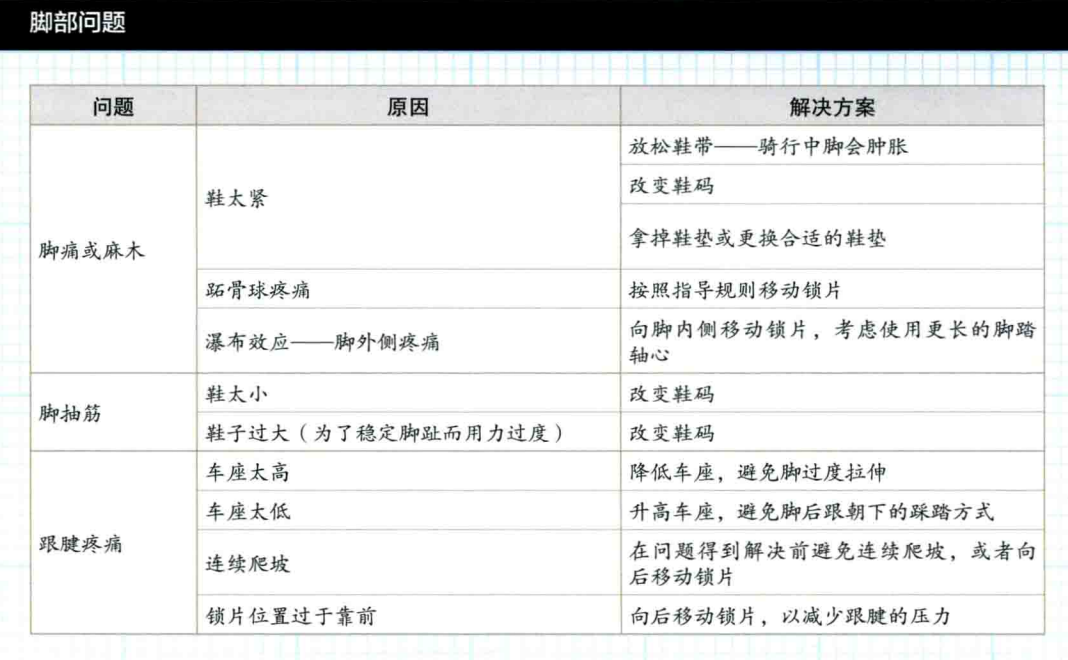 脚部问题
问题 原因 解决方案
脚痛或麻木
鞋太紧
放松鞋带——骑行中脚会肿胀
改变鞋码
拿掉鞋垫或更换合适的鞋垫
跖骨球疼痛 按照指导规则移动锁片
瀑布效应——脚外侧疼痛
向脚内侧移动锁片，考虑使用更长的脚踏
轴心
脚抽筋
鞋太小 改变鞋码
鞋子过大（为了稳定脚趾而用力过度） 改变鞋码
跟腱疼痛
车座太高 降低车座，避免脚过度拉伸
车座太低 升高车座，避免脚后跟朝下的踩踏方式
连续爬坡
在问题得到解决前避免连续爬坡，或者向
后移动锁片
锁片位置过于靠前 向后移动锁片，以减少跟腱的压力